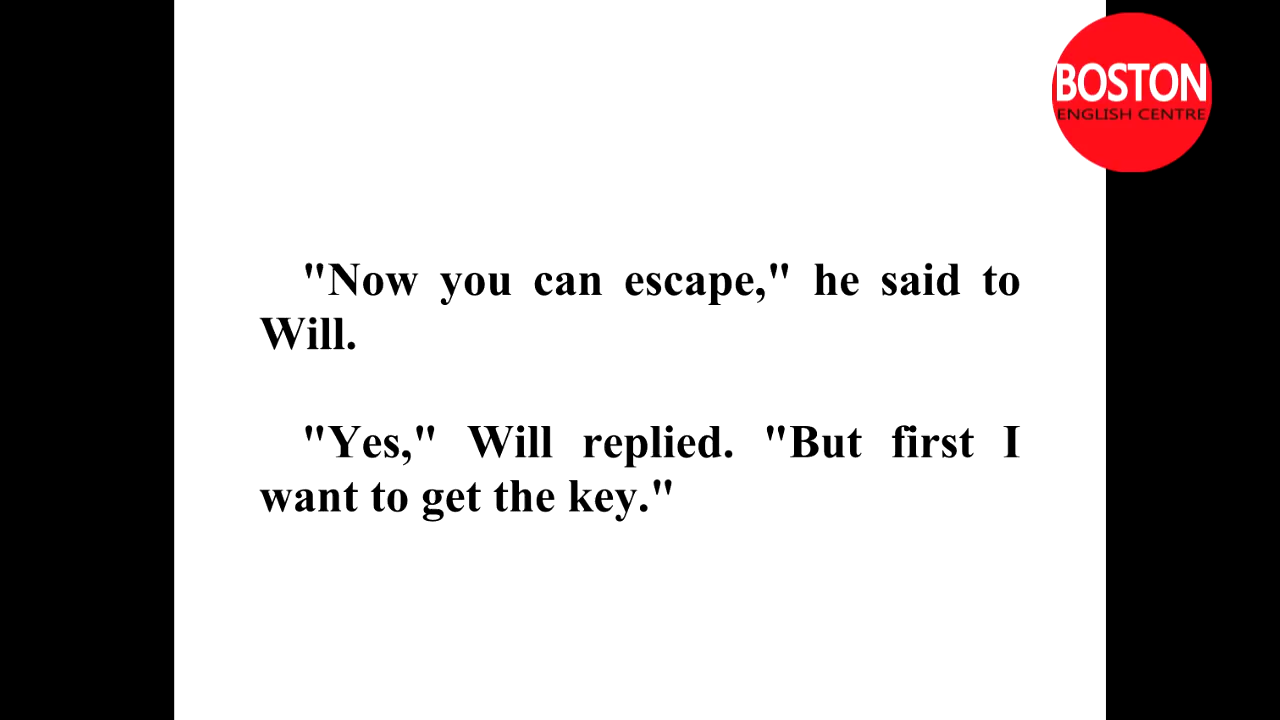 BOSTON
ENGLISH CENTRE
"Now you can escape," he said to
Will.
"Yes," Will replied. "But first I
want to get the key."